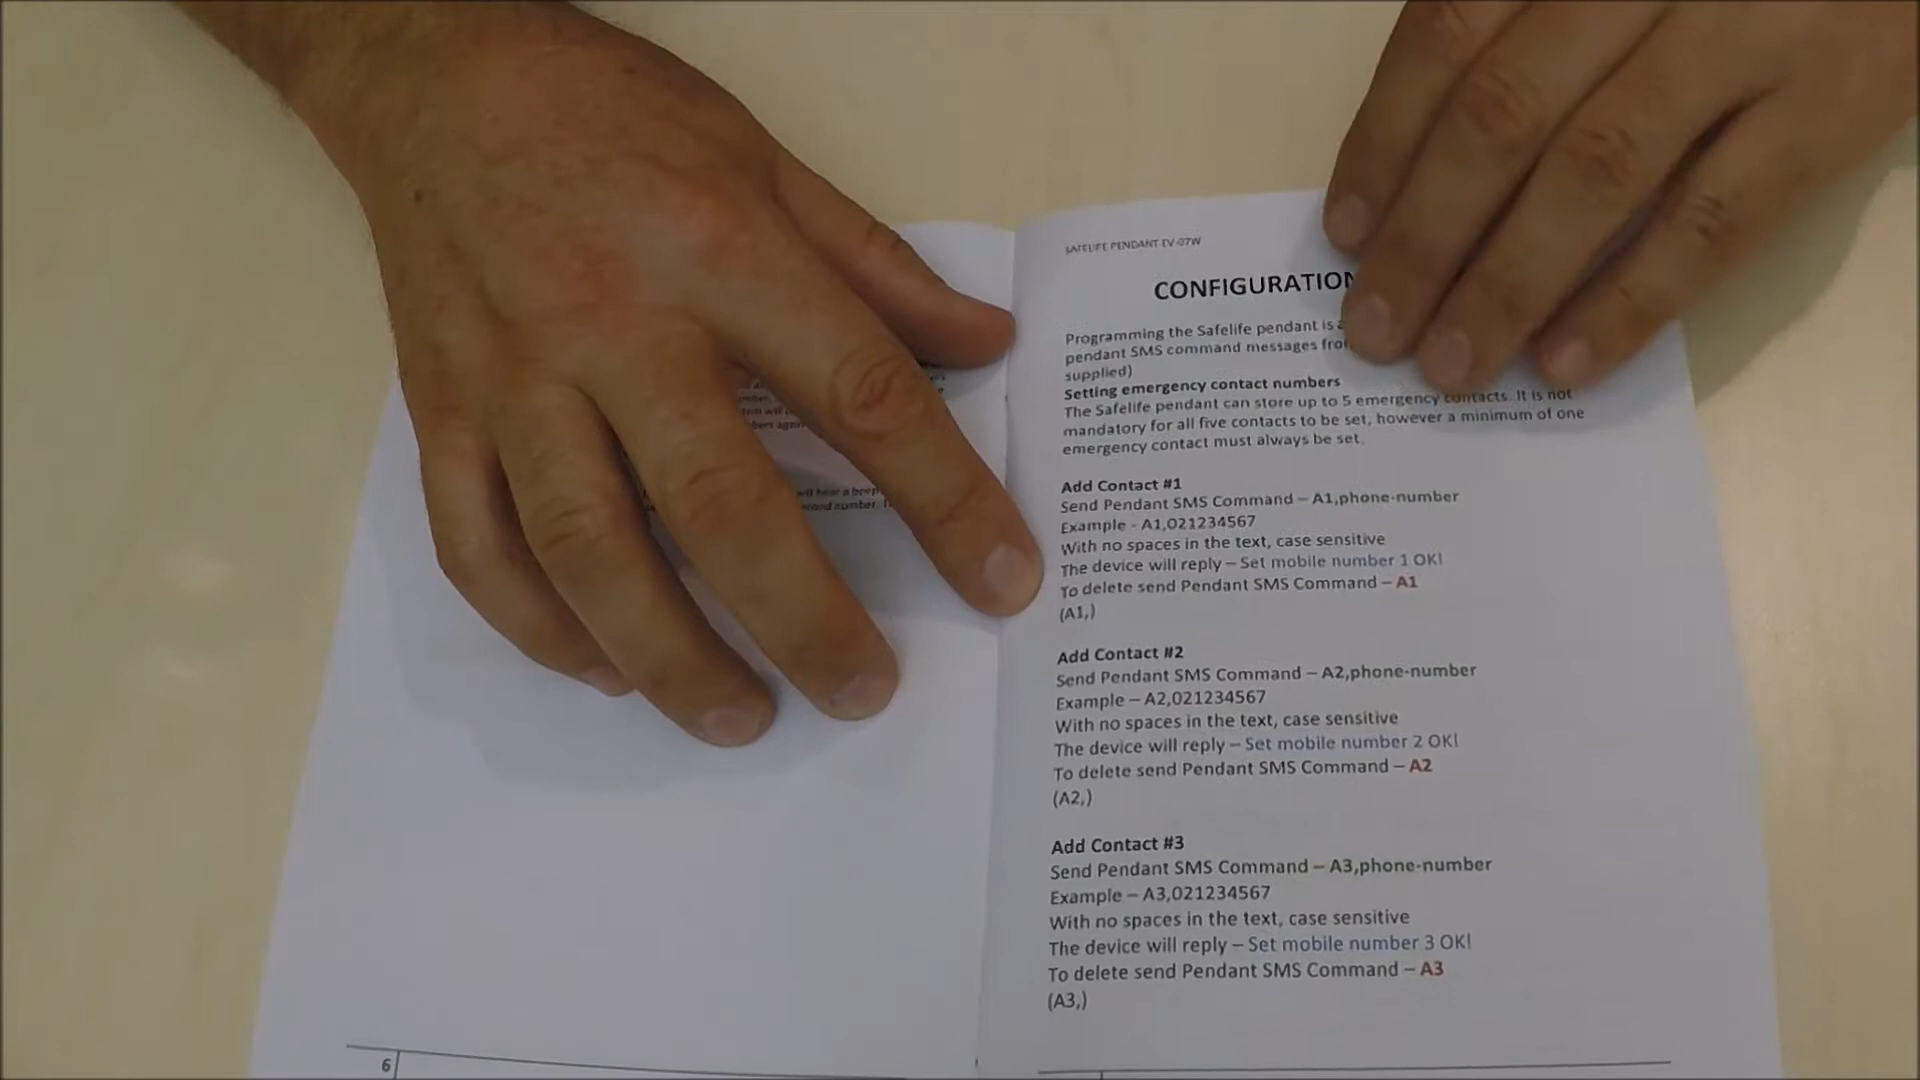 will hear a beep
second number.
6
SAFELIFE PENDANT EV-07W
CONFIGURATION
Programming the Safelife pendant is
pendant SMS command messages
supplied)
Setting emergency contact numbers
The Safelife pendant can store up to 5 emergency contacts. It is not
mandatory for all five contacts to be set, however a minimum of one
emergency contact must always be set.
Add Contact #1
Send Pendant SMS Command – A1,phone-number
Example - A1,021234567
With no spaces in the text, case sensitive
The device will reply – Set mobile number 1 OK!
To delete send Pendant SMS Command – A1
(A1,)
Add Contact #2
Send Pendant SMS Command – A2,phone-number
Example – A2,021234567
With no spaces in the text, case sensitive
The device will reply – Set mobile number 2 OK!
To delete send Pendant SMS Command – A2
(A2,)
Add Contact #3
Send Pendant SMS Command – A3,phone-number
Example – A3,021234567
With no spaces in the text, case sensitive
The device will reply – Set mobile number 3 OK!
To delete send Pendant SMS Command – A3
(A3,)